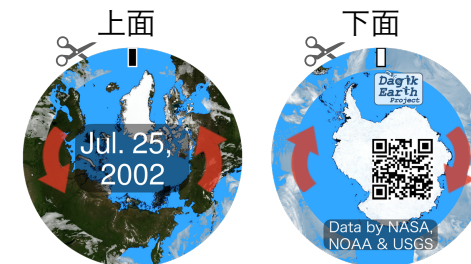 上面
下面
Jul. 25,
2002
Dagik
Earth
Project
Data by NASA,
NOAA & USGS